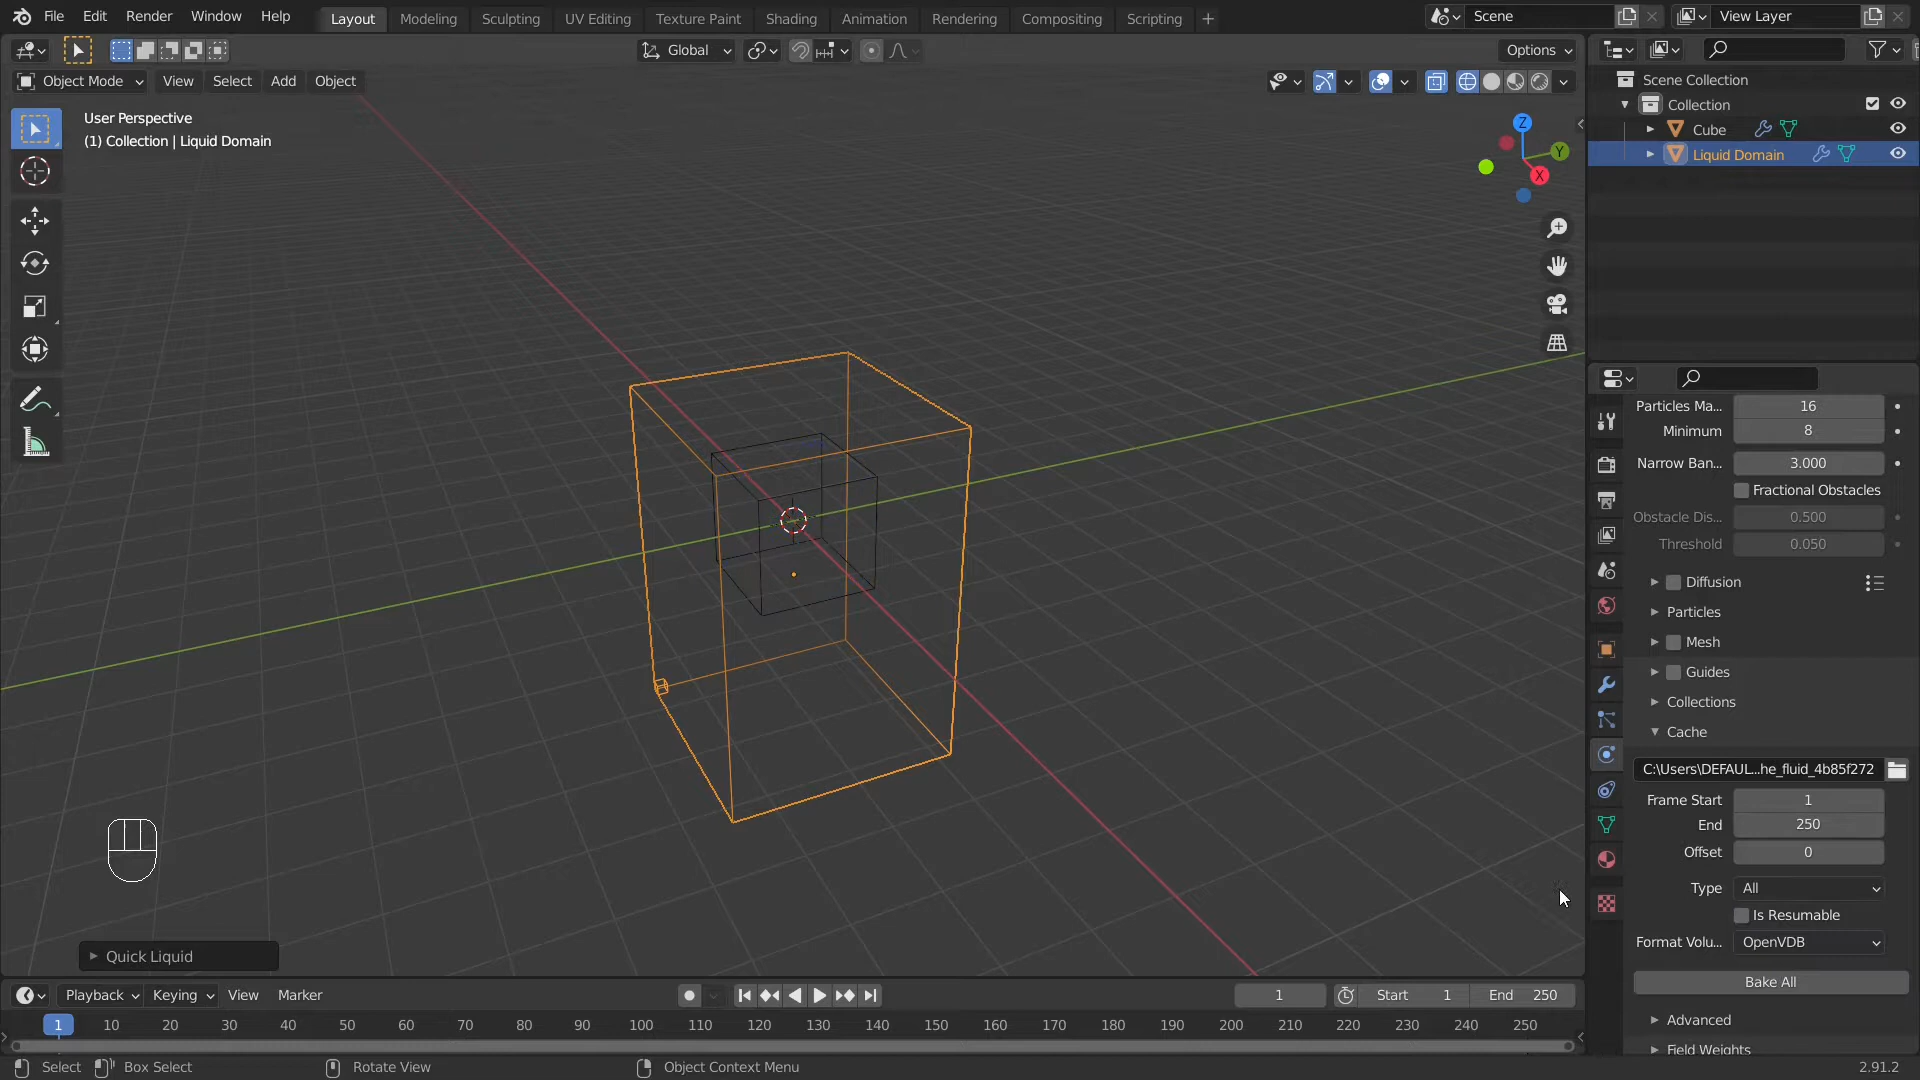 File Edit Render Window Help Layout Modeling Sculpting UV Editing Texture Paint Shading Animation Rendering Compositing Scripting + Scene View Layer
Global Options
Object Mode View Select Add Object
User Perspective
(1) Collection | Liquid Domain
Z
Y
X
Scene Collection
Collection
Cube
Liquid Domain
Particles Ma... 16
Minimum 8
Narrow Ban... 3.000
Fractional Obstacles
Obstacle Dis... 0.500
Threshold 0.050
Diffusion
Particles
Mesh
Guides
Collections
Cache
C:\Users\DEFAUL...he_fluid_4b85f272
Frame Start 1
End 250
Offset 0
Type All
Is Resumable
Format Volu... OpenVDB
Bake All
Advanced
Field Weights
Quick Liquid
Playback Keying View Marker 1 Start 1 End 250
1 10 20 30 40 50 60 70 80 90 100 110 120 130 140 150 160 170 180 190 200 210 220 230 240 250
Select Box Select Rotate View Object Context Menu 2.91.2